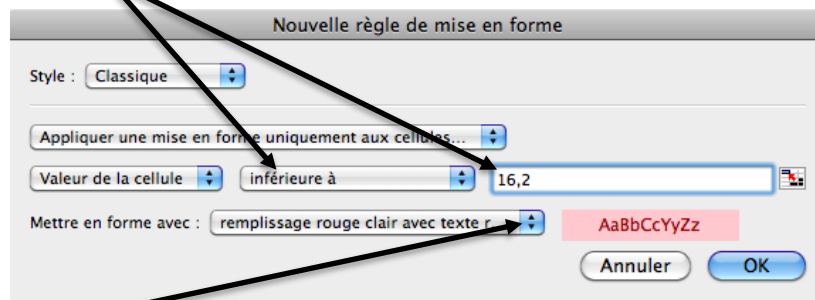 Nouvelle règle de mise en forme
Style : Classique
Appliquer une mise en forme uniquement aux cellules...
Valeur de la cellule inférieure à 16,2
Mettre en forme avec : remplissage rouge clair avec texte r... AaBbCcYyZz
Annuler OK